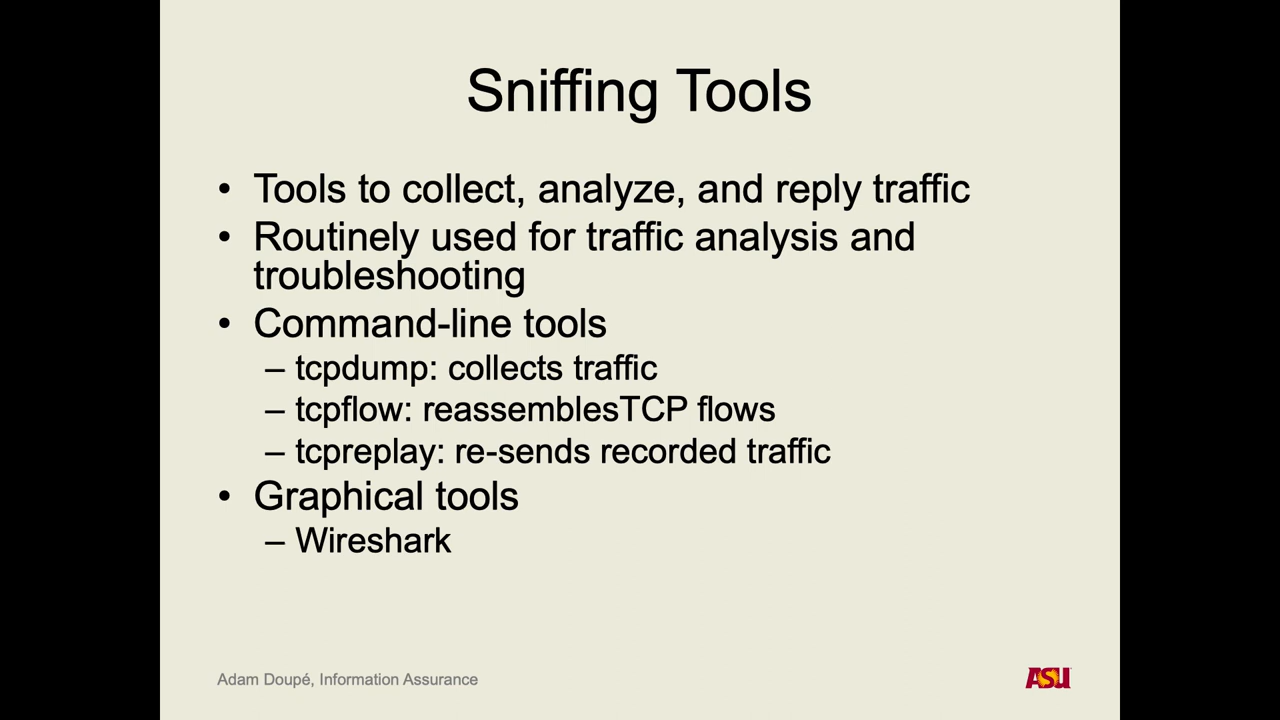 Sniffing Tools
• Tools to collect, analyze, and reply traffic
• Routinely used for traffic analysis and
troubleshooting
• Command-line tools
– tcpdump: collects traffic
– tcpflow: reassemblesTCP flows
– tcpreplay: re-sends recorded traffic
• Graphical tools
– Wireshark
Adam Doupé, Information Assurance
ASU